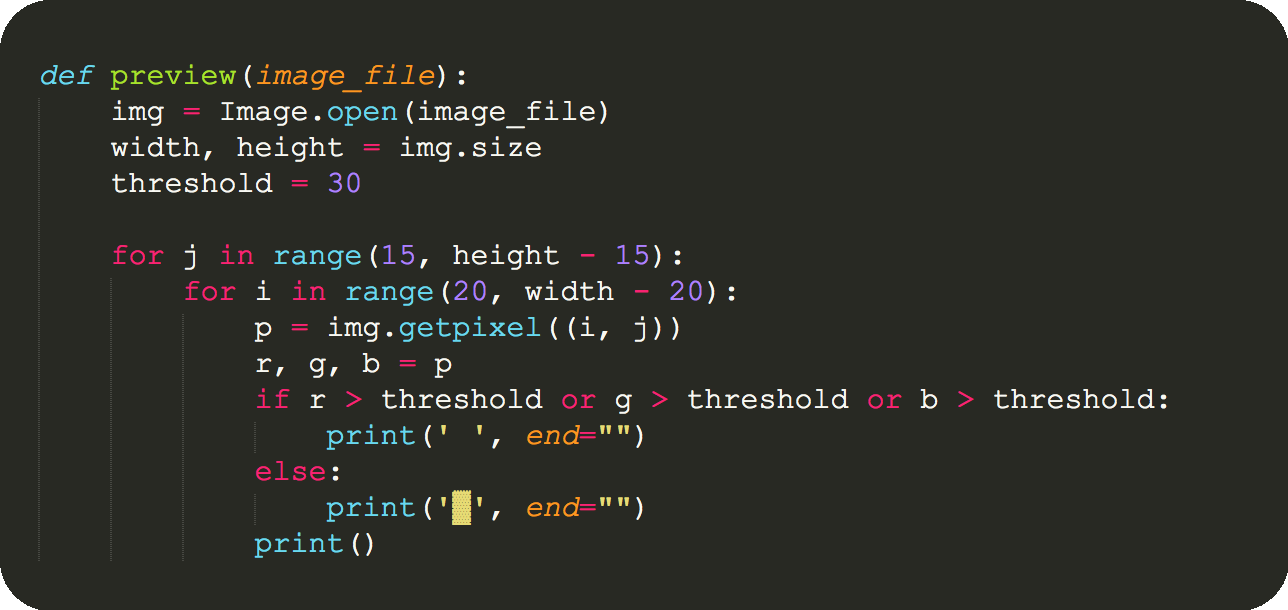 def preview(image_file):
    img = Image.open(image_file)
    width, height = img.size
    threshold = 30

    for j in range(15, height - 15):
        for i in range(20, width - 20):
            p = img.getpixel((i, j))
            r, g, b = p
            if r > threshold or g > threshold or b > threshold:
                print(' ', end="")
            else:
                print('▓', end="")
            print()